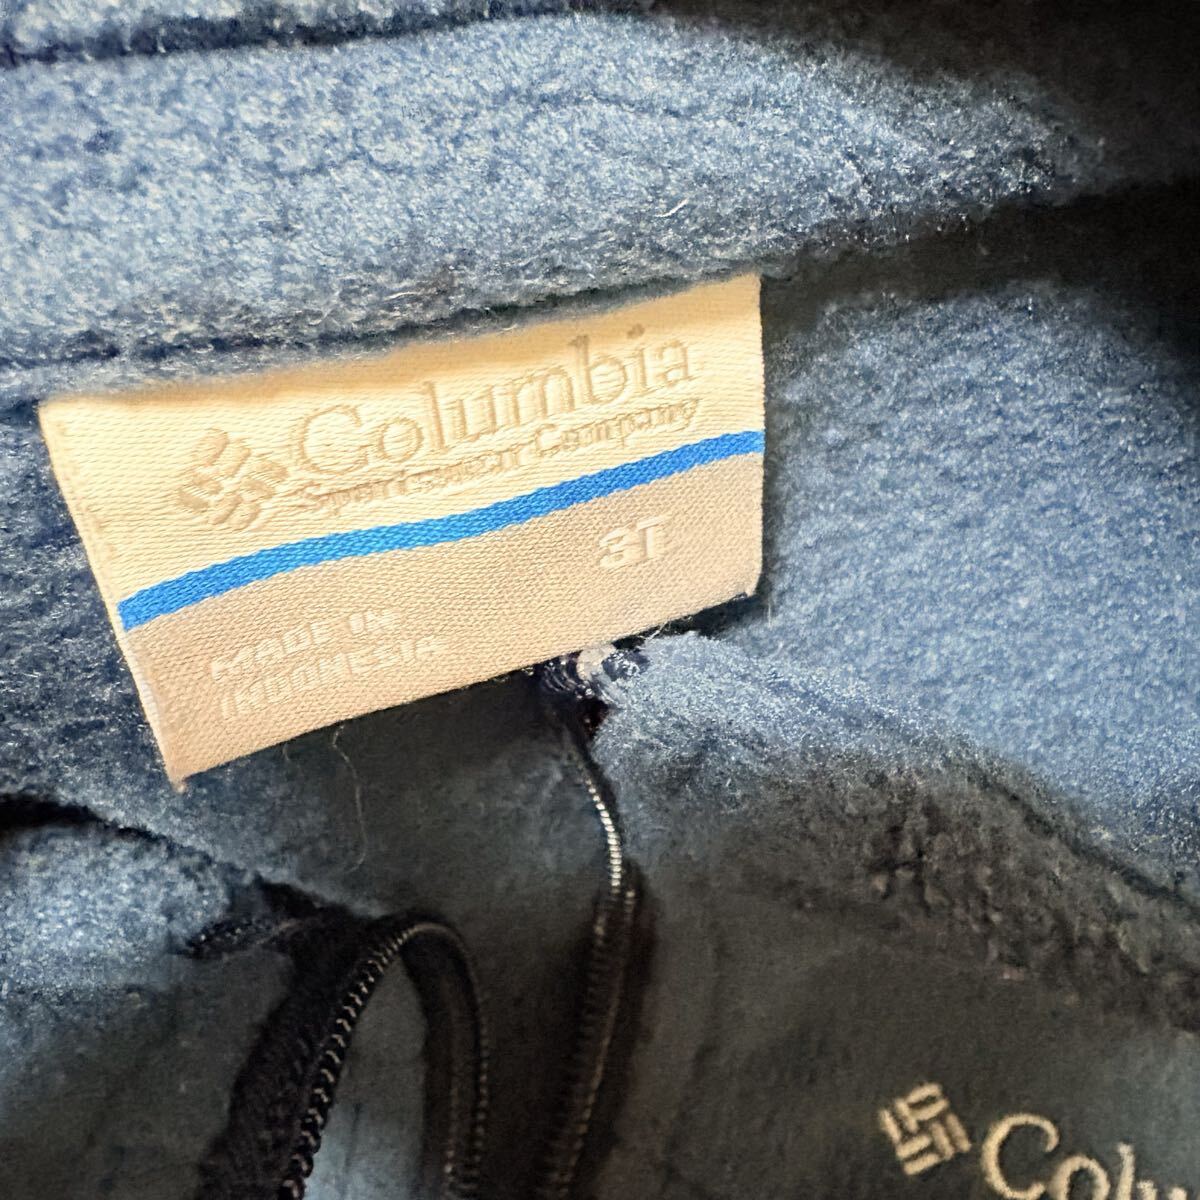 Columbia
Sportswear Company
3T
MADE IN
INDONESIA
Colu